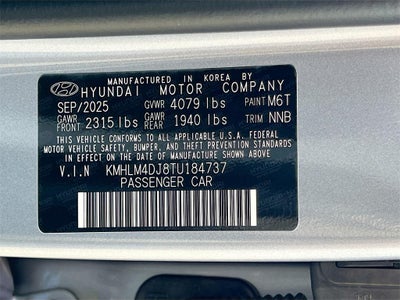 MANUFACTURED IN KOREA BY
HYUNDAI MOTOR COMPANY
SEP/2025 GVWR 4079 lbs PAINT M6T
GAWR FRONT 2315 lbs GAWR REAR 1940 lbs TRIM NNB
THIS VEHICLE CONFORMS TO ALL APPLICABLE U.S.A. FEDERAL
MOTOR VEHICLE SAFETY, BUMPER, AND THEFT PREVENTION STANDARDS
IN EFFECT ON THE DATE OF MANUFACTURE SHOWN ABOVE.
V.I.N KMHLM4DJ8TU184737
PASSENGER CAR